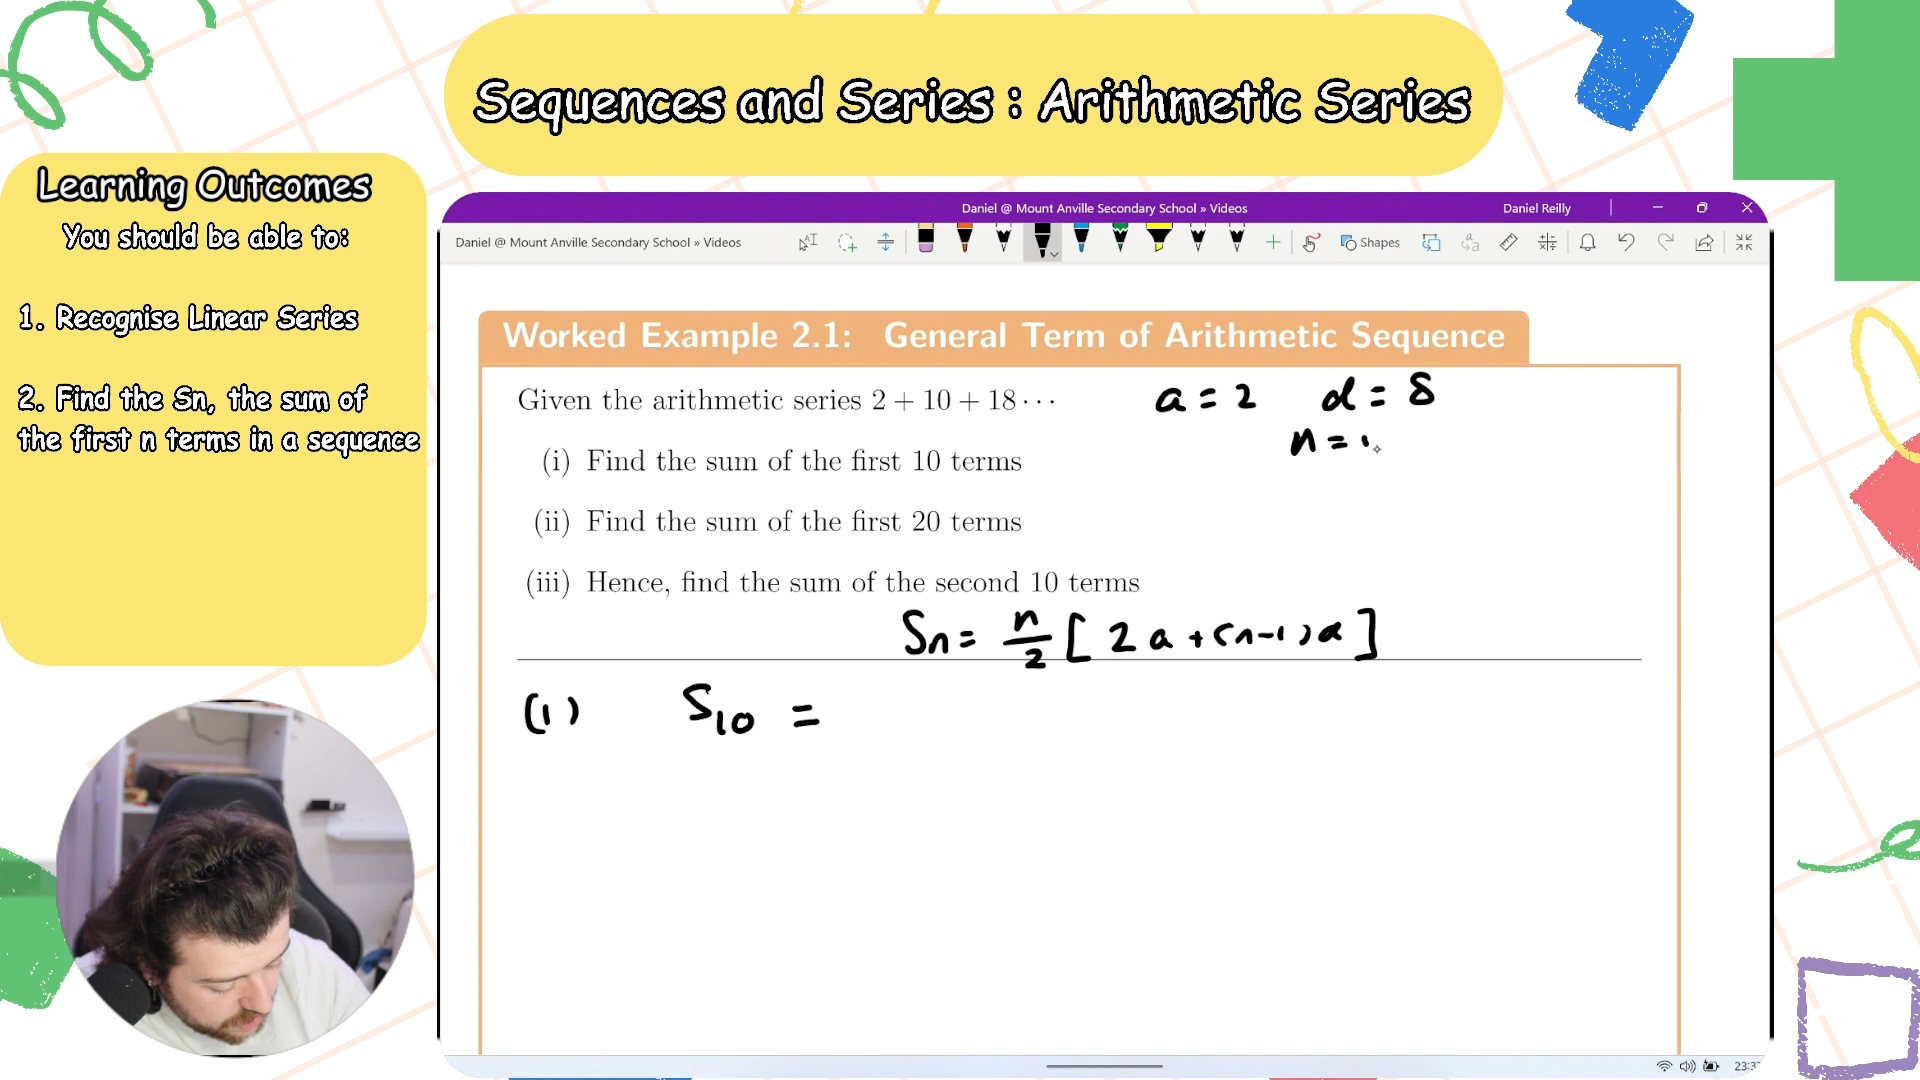 Sequences and Series : Arithmetic Series
Learning Outcomes
You should be able to:
1. Recognise Linear Series
2. Find the Sn, the sum of
the first n terms in a sequence
Daniel @ Mount Anville Secondary School » Videos
Daniel Reilly
Daniel @ Mount Anville Secondary School » Videos
Shapes
Worked Example 2.1: General Term of Arithmetic Sequence
Given the arithmetic series 2 + 10 + 18 ⋯
a = 2 d = 8
n = 1
(i) Find the sum of the first 10 terms
(ii) Find the sum of the first 20 terms
(iii) Hence, find the sum of the second 10 terms
Sn = n/2 [ 2a + (n-1)d ]
(i) S10 =